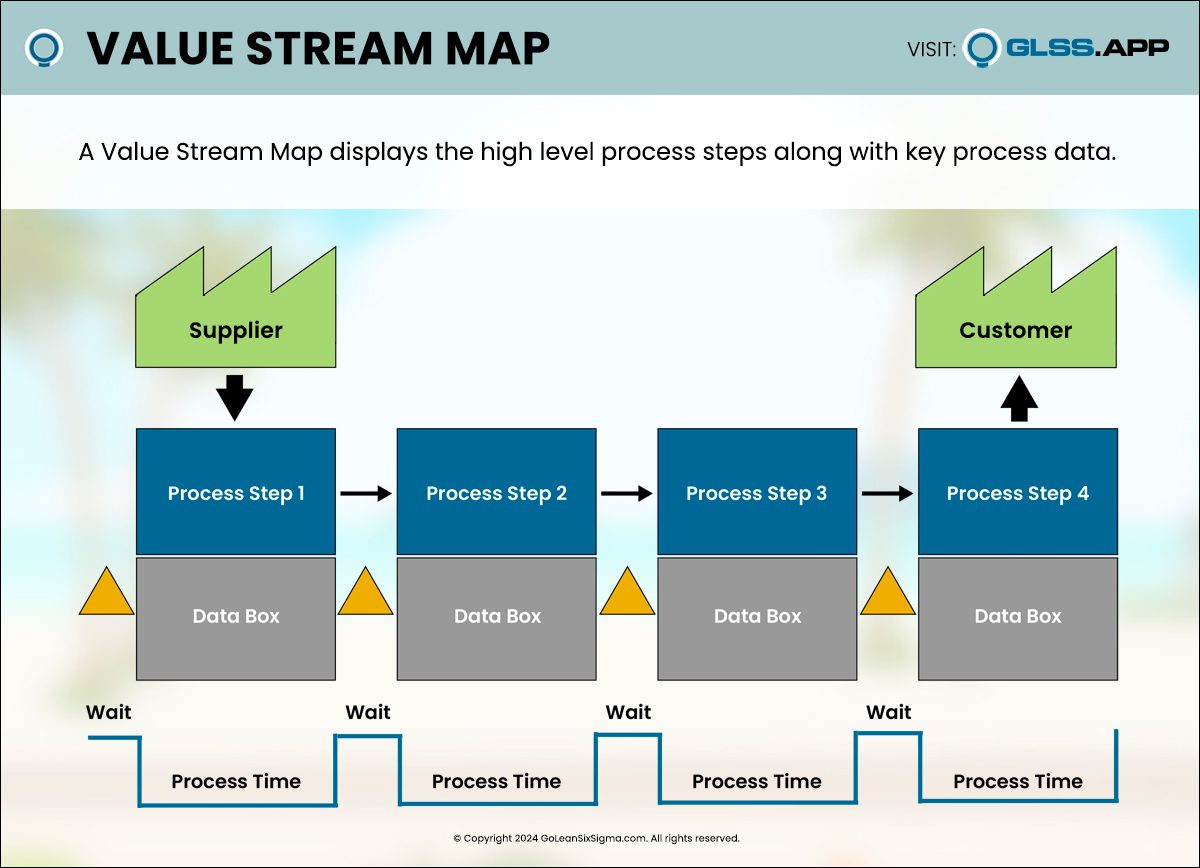 VALUE STREAM MAP
VISIT: GLSS.APP
A Value Stream Map displays the high level process steps along with key process data.
Supplier
Customer
Process Step 1
Process Step 2
Process Step 3
Process Step 4
Data Box
Data Box
Data Box
Data Box
Wait
Wait
Wait
Wait
Process Time
Process Time
Process Time
Process Time
© Copyright 2024 GoLeanSixSigma.com. All rights reserved.